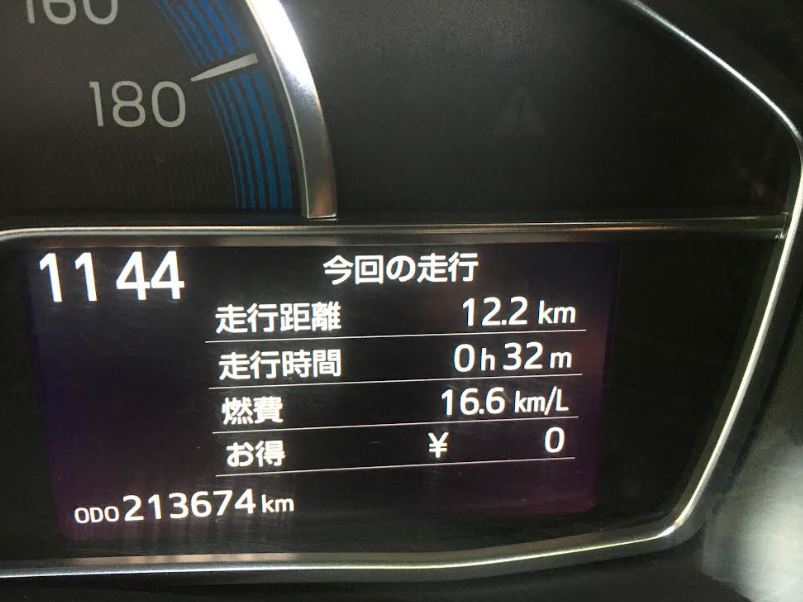 160
180
1144
今回の走行
走行距離 12.2 km
走行時間 0h 32m
燃費 16.6 km/L
お得 ¥ 0
ODO 213674 km